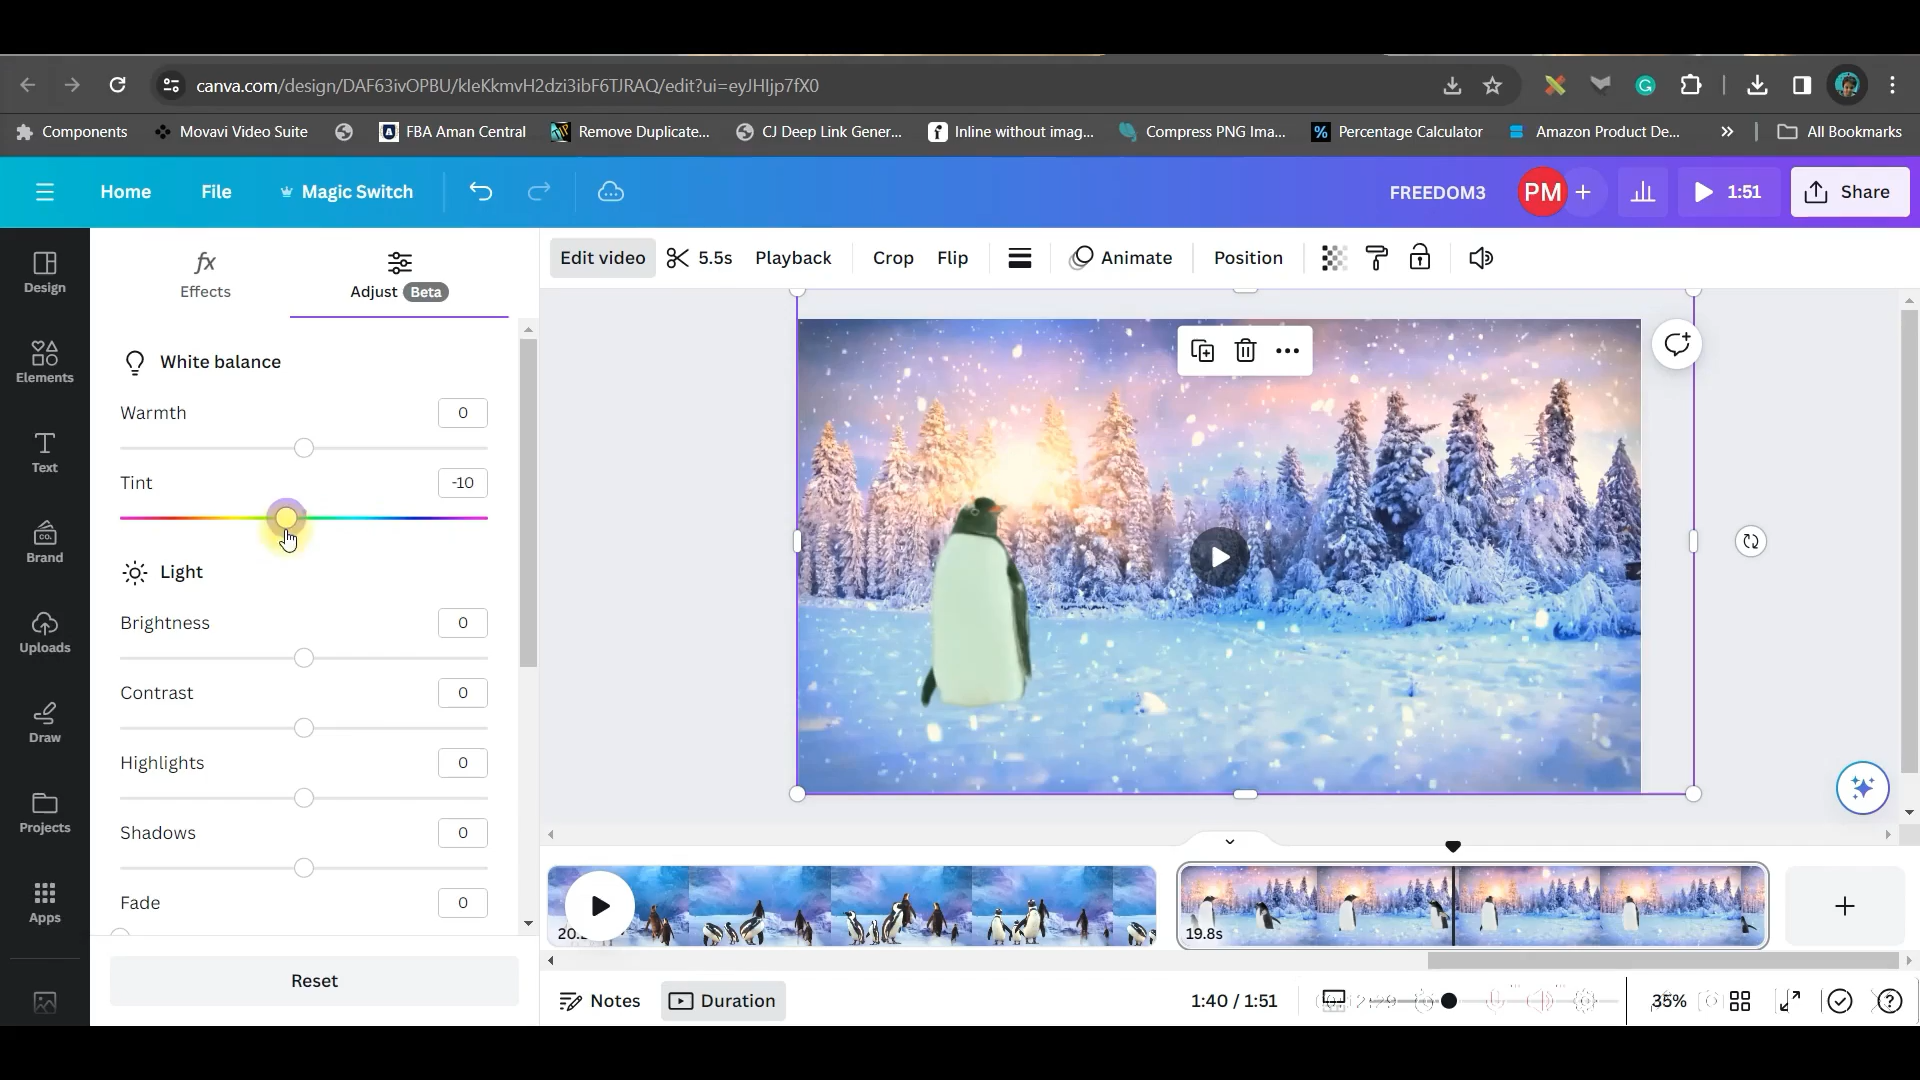 canva.com/design/DAF63ivOPBU/kIeKkmvH2dzi3ibF6TJRAQ/edit?ui=eyJHIjp7fX0
Components
Movavi Video Suite
FBA Aman Central
Remove Duplicate...
CJ Deep Link Gener...
Inline without imag...
Compress PNG Ima...
Percentage Calculator
Amazon Product De...
All Bookmarks
Home
File
Magic Switch
FREEDOM3
PM
1:51
Share
Design
Elements
Text
Brand
Uploads
Draw
Projects
Apps
Effects
Adjust Beta
White balance
Warmth 0
Tint -10
Light
Brightness 0
Contrast 0
Highlights 0
Shadows 0
Fade 0
Reset
Edit video
5.5s
Playback
Crop
Flip
Animate
Position
19.8s
Notes
Duration
1:40 / 1:51
35%